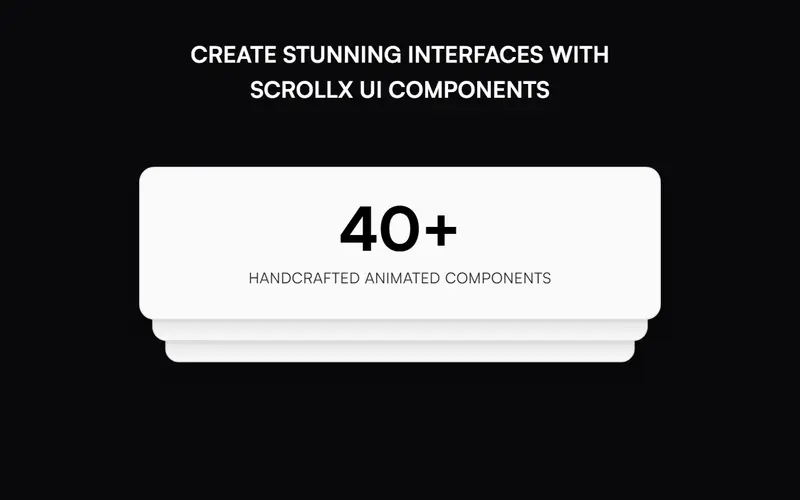 CREATE STUNNING INTERFACES WITH
SCROLLX UI COMPONENTS
40+
HANDCRAFTED ANIMATED COMPONENTS